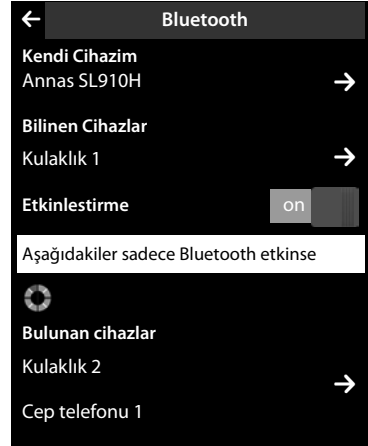 Bluetooth
Kendi Cihazim
Annas SL910H
Bilinen Cihazlar
Kulaklık 1
Etkinlestirme
on
Aşağıdakiler sadece Bluetooth etkinse
Bulunan cihazlar
Kulaklık 2
Cep telefonu 1